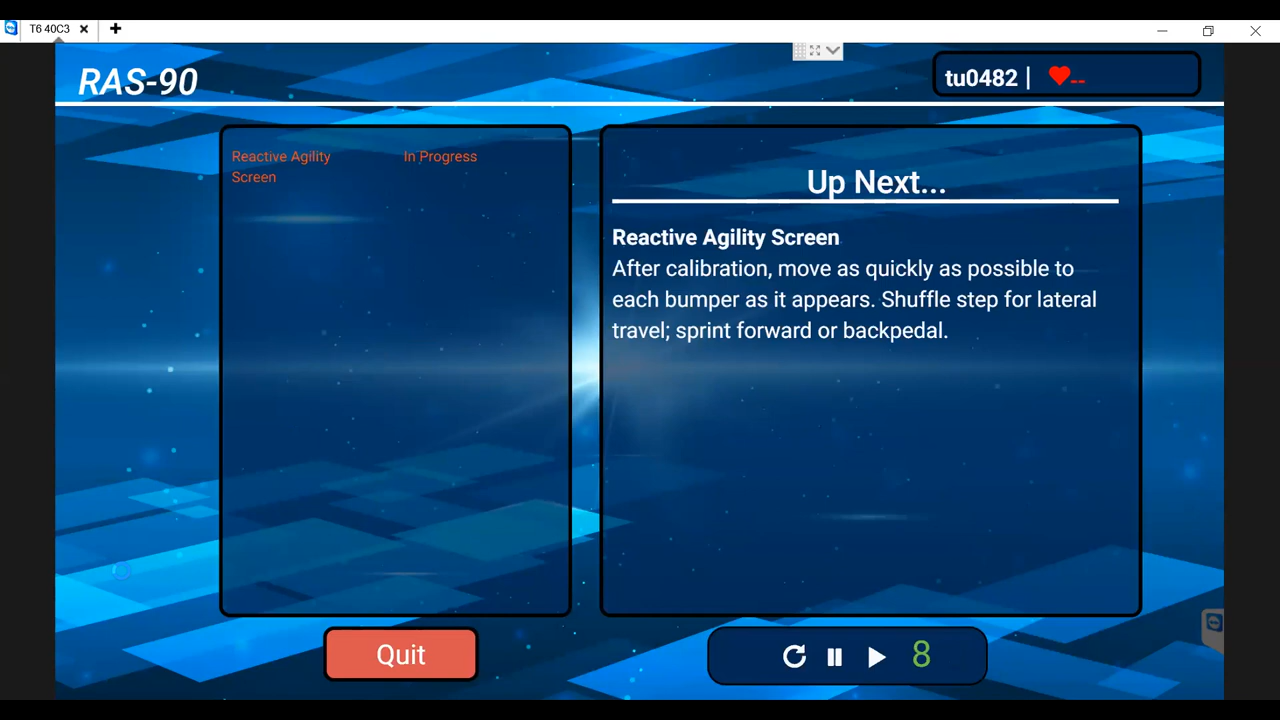 T6 40C3
RAS-90
tu0482 | --
Reactive Agility Screen
In Progress
Up Next...
Reactive Agility Screen
After calibration, move as quickly as possible to
each bumper as it appears. Shuffle step for lateral
travel; sprint forward or backpedal.
Quit
8